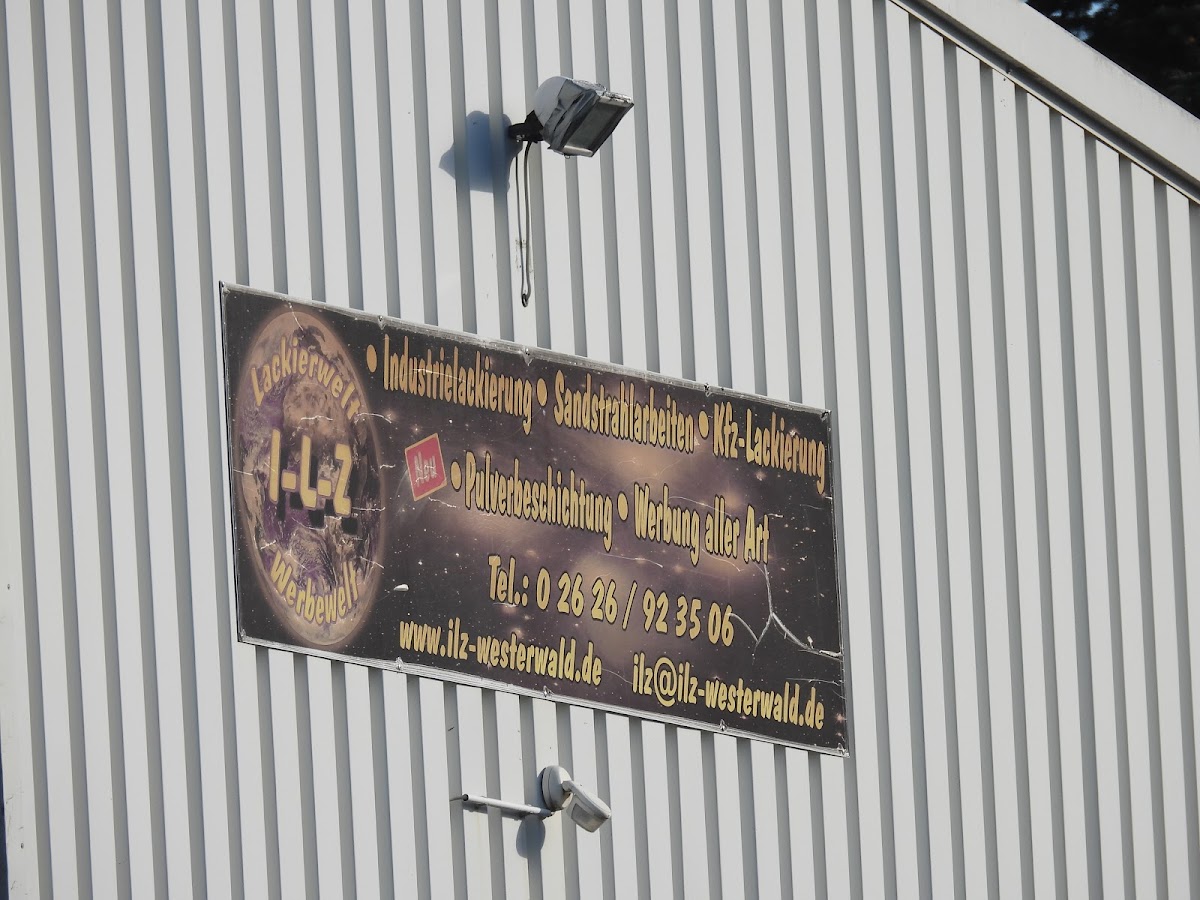 Lackierwelt
I-L-Z
Werbewelt
• Industrielackierung • Sandstrahlarbeiten • Kfz-Lackierung
Neu
• Pulverbeschichtung • Werbung aller Art
Tel.: 0 26 26 / 92 35 06
www.ilz-westerwald.de ilz@ilz-westerwald.de